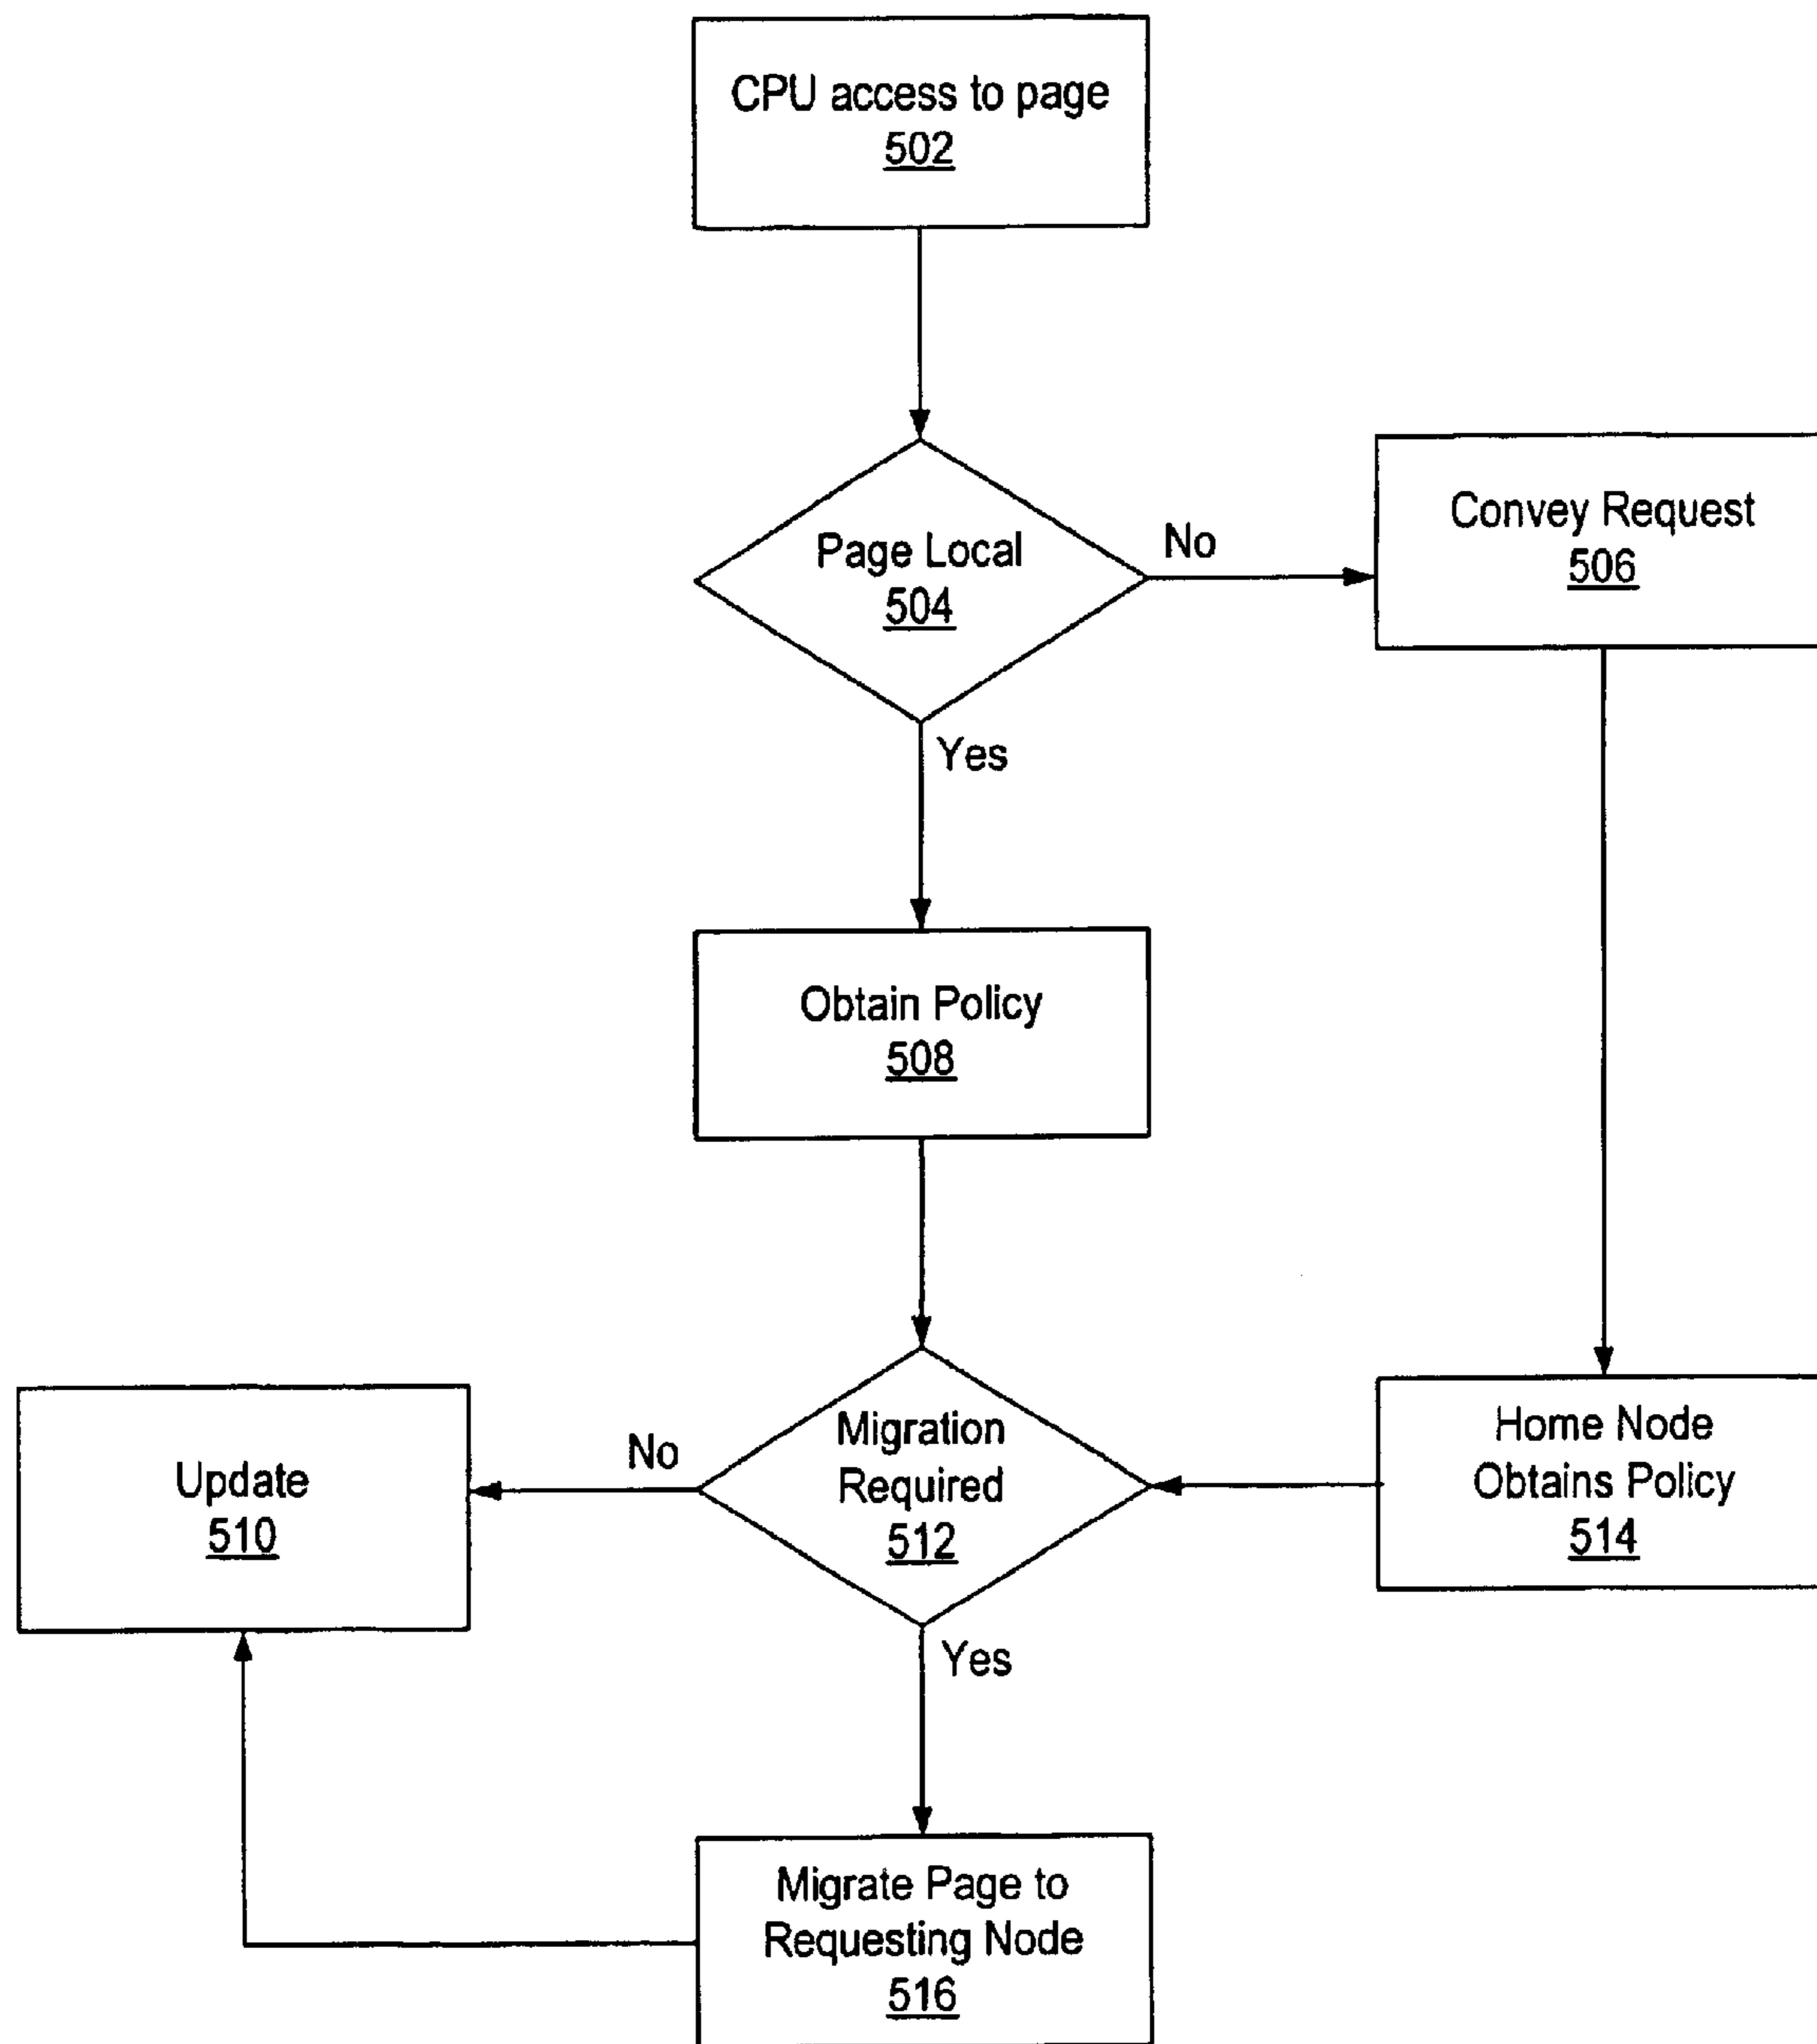 CPU access to page
502
Page Local
504
No
Convey Request
506
Yes
Obtain Policy
508
Migration
Required
512
No
Update
510
Home Node
Obtains Policy
514
Yes
Migrate Page to
Requesting Node
516